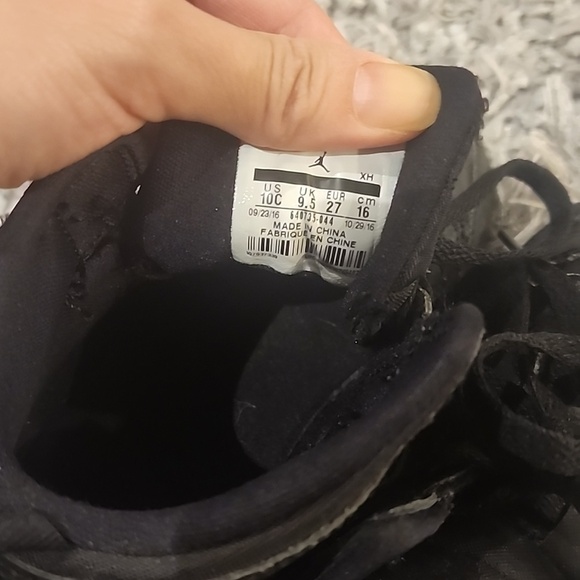 XH
US UK EUR cm
10C 9.5 27 16
09/23/16 640735-044 10/29/16
MADE IN CHINA
FABRIQUE EN CHINE